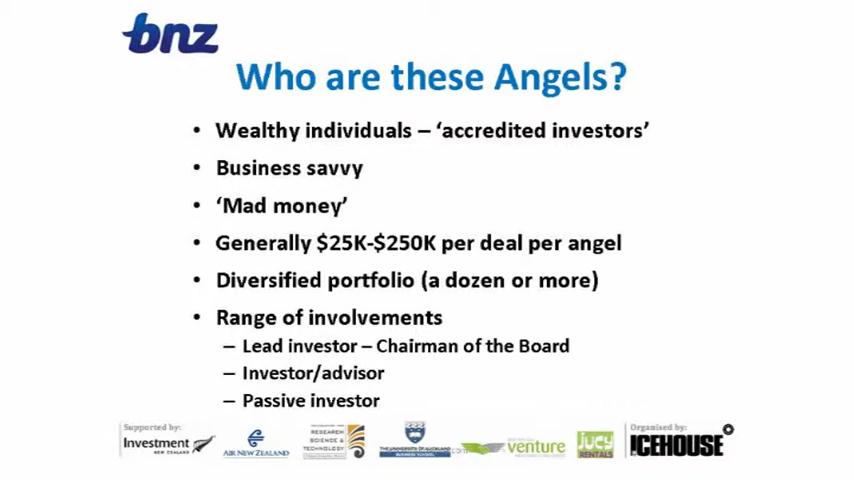 bnz
Who are these Angels?
• Wealthy individuals – ‘accredited investors’
• Business savvy
• ‘Mad money’
• Generally $25K-$250K per deal per angel
• Diversified portfolio (a dozen or more)
• Range of involvements
– Lead investor – Chairman of the Board
– Investor/advisor
– Passive investor
Supported by:
Investment
NEW ZEALAND
AIR NEW ZEALAND
RESEARCH
SCIENCE &
TECHNOLOGY
THE UNIVERSITY OF AUCKLAND
BUSINESS SCHOOL
venture
jucy
RENTALS
Organised by:
ICEHOUSE